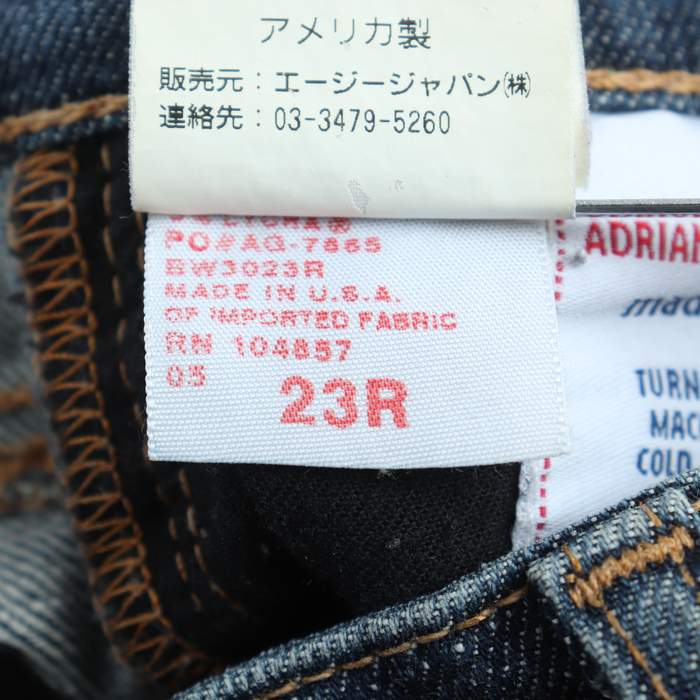 アメリカ製
販売元：エージージャパン㈱
連絡先：03-3479-5260
PO#AG-7865
BW3023R
MADE IN U.S.A.
OF IMPORTED FABRIC
RN 104857
05
23R
ADRIAN
TURN
MAC
COLD